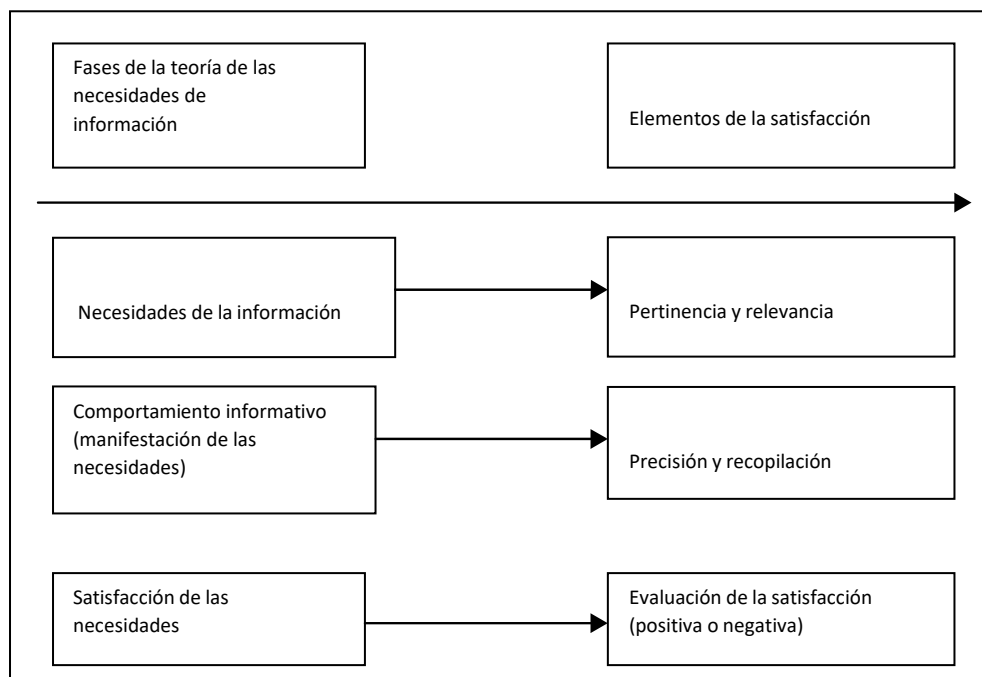 Fases de la teoría de las
necesidades de
información
Elementos de la satisfacción
Necesidades de la información
Pertinencia y relevancia
Comportamiento informativo
(manifestación de las
necesidades)
Precisión y recopilación
Satisfacción de las
necesidades
Evaluación de la satisfacción
(positiva o negativa)